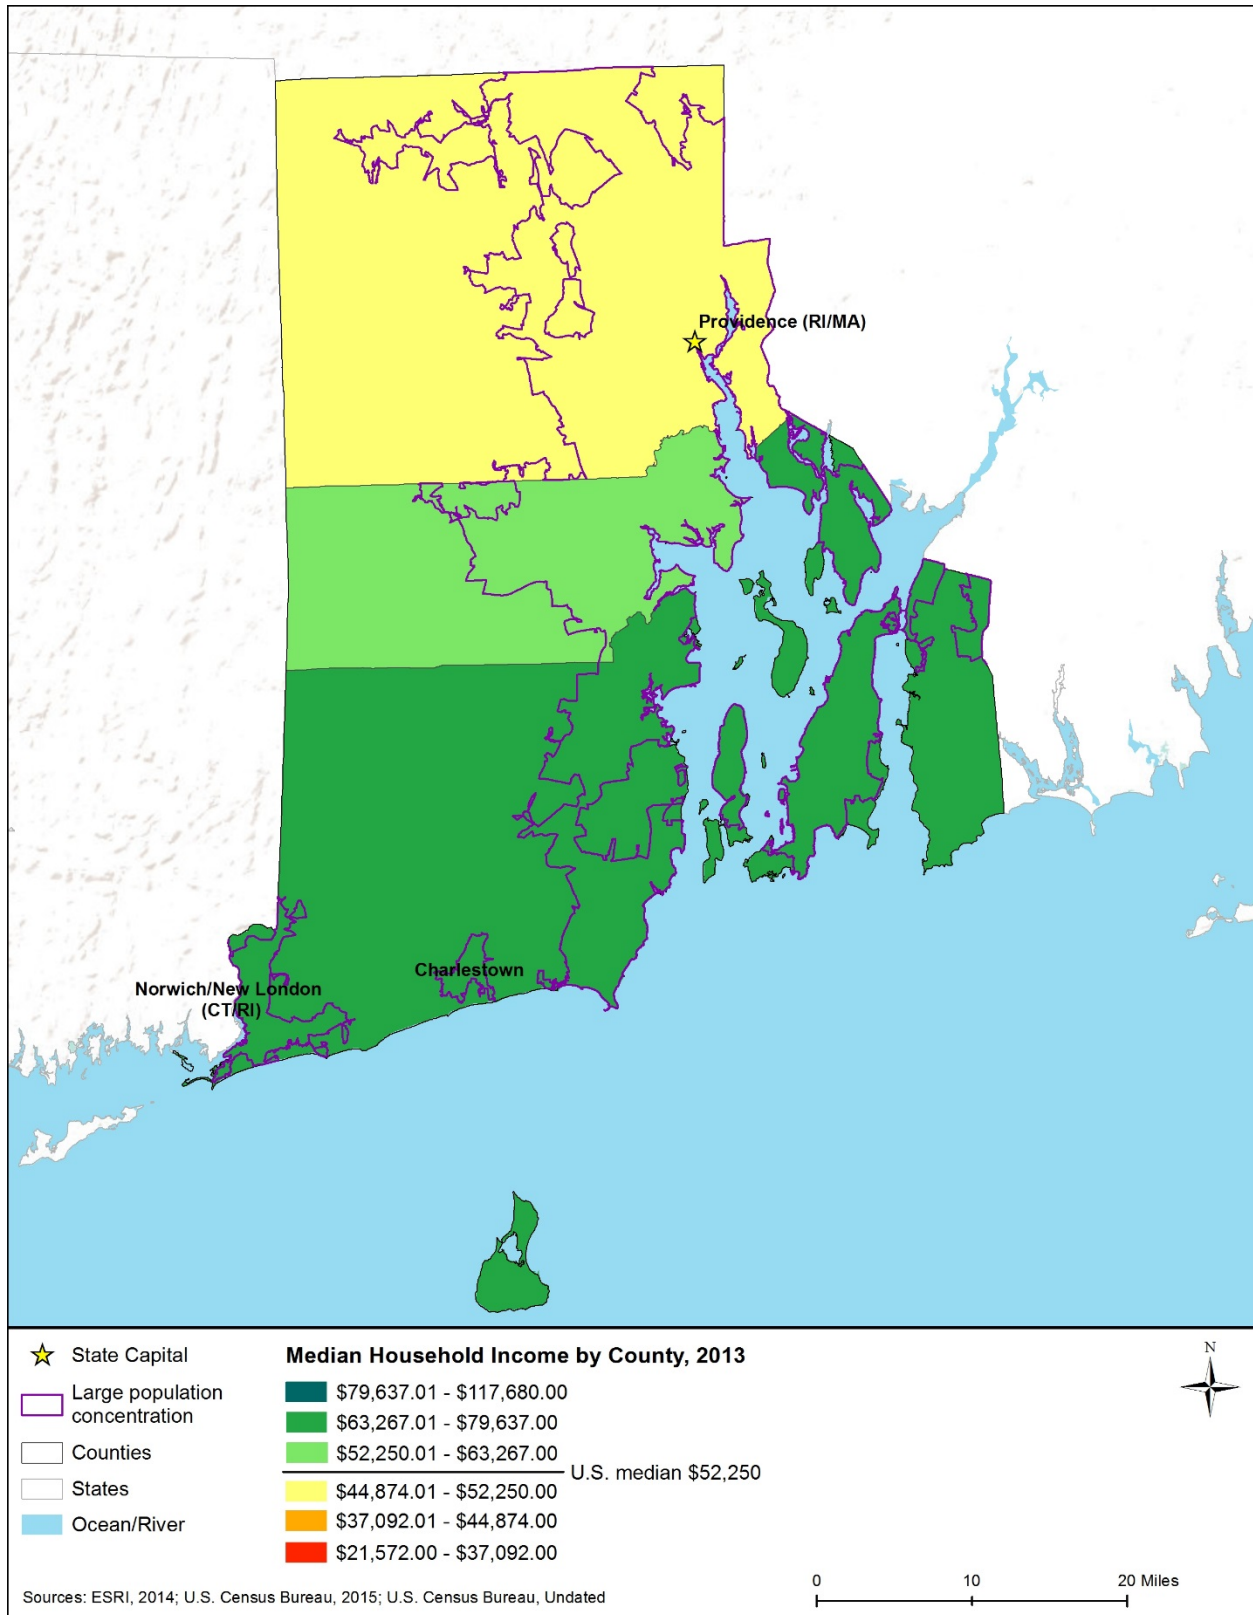 Providence (RI/MA)
Charlestown
Norwich/New London
(CT/RI)
State Capital
Large population
concentration
Counties
States
Ocean/River
Median Household Income by County, 2013
$79,637.01 - $117,680.00
$63,267.01 - $79,637.00
$52,250.01 - $63,267.00
U.S. median $52,250
$44,874.01 - $52,250.00
$37,092.01 - $44,874.00
$21,572.00 - $37,092.00
N
0 10 20 Miles
Sources: ESRI, 2014; U.S. Census Bureau, 2015; U.S. Census Bureau, Undated